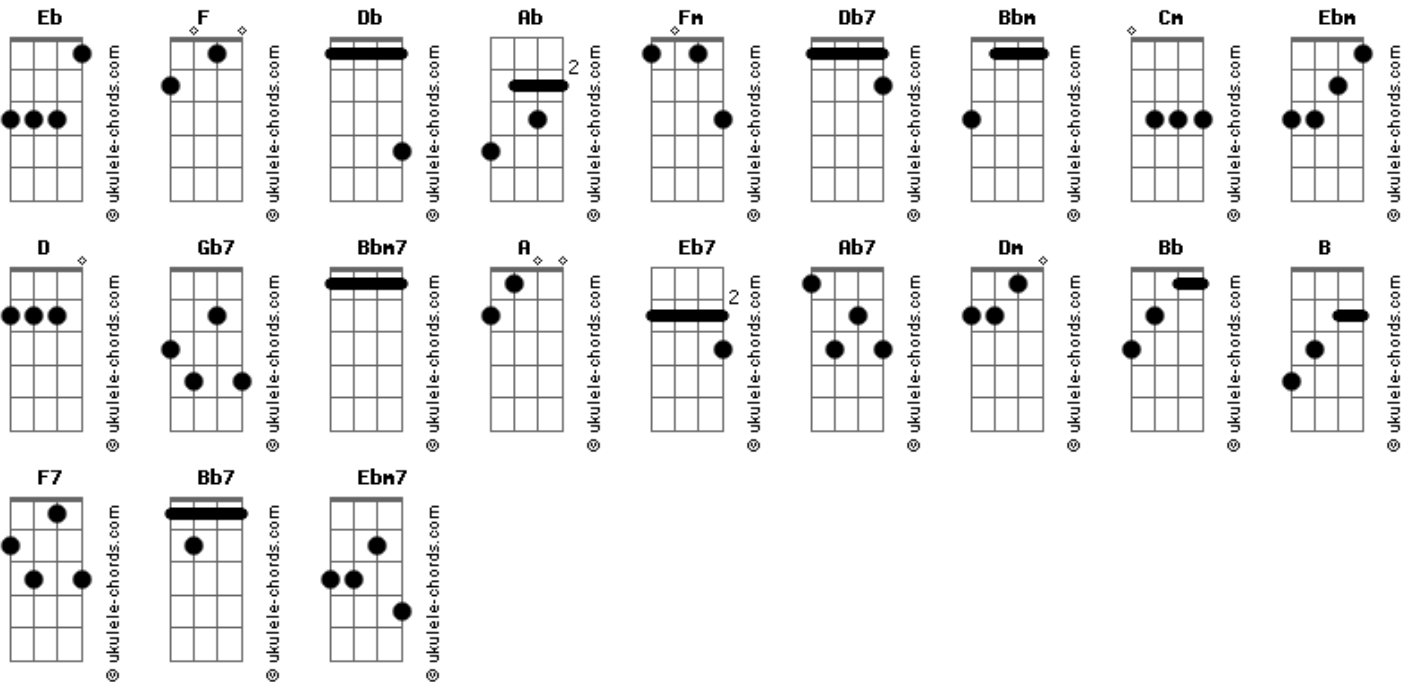 Eb F Db Ab Fm Db7 Bbm Cm Ebm
2
© ukulele-chords.com © ukulele-chords.com © ukulele-chords.com © ukulele-chords.com © ukulele-chords.com © ukulele-chords.com © ukulele-chords.com © ukulele-chords.com © ukulele-chords.com
D Gb7 Bbm7 A Eb7 Ab7 Dm Bb B
2
© ukulele-chords.com © ukulele-chords.com © ukulele-chords.com © ukulele-chords.com © ukulele-chords.com © ukulele-chords.com © ukulele-chords.com © ukulele-chords.com © ukulele-chords.com
F7 Bb7 Ebm7
© ukulele-chords.com © ukulele-chords.com © ukulele-chords.com